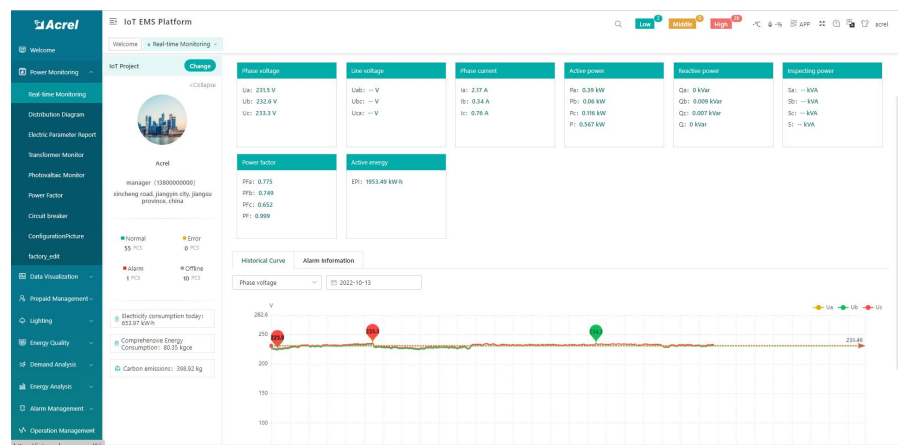 Acrel
IoT EMS Platform
Low
Middle
High
APP
acrel
Welcome
Real-time Monitoring
Welcome
Power Monitoring
Real-time Monitoring
Distribution Diagram
Electric Parameter Report
Transformer Monitor
Photovaltaic Monitor
Power Factor
Circuit breaker
ConfigurationPicture
factory_edit
Data Visualization
Prepaid Management
Lighting
Energy Quality
Demand Analysis
Energy Analysis
Alarm Management
Operation Management
IoT Project
Change
<Collapse
Acrel
manager (13800000000)
xincheng road, jiangyin city, jiangsu
province, china
Normal
55 PCS
Error
0 PCS
Alarm
1 PCS
Offline
10 PCS
Electricity consumption today:
653.97 kW·h
Comprehensive Energy
Consumption: 80.35 kgce
Carbon emissions: 398.92 kg
Phase voltage
Ua: 231.5 V
Ub: 232.6 V
Uc: 233.3 V
Line voltage
Uab: -- V
Ubc: -- V
Uca: -- V
Phase current
Ia: 2.17 A
Ib: 0.34 A
Ic: 0.76 A
Active power
Pa: 0.39 kW
Pb: 0.06 kW
Pc: 0.116 kW
P: 0.567 kW
Reactive power
Qa: 0 kVar
Qb: 0.009 kVar
Qc: 0.007 kVar
Q: 0 kVar
Inspecting power
Sa: -- kVA
Sb: -- kVA
Sc: -- kVA
S: -- kVA
Power factor
PFa: 0.775
PFb: 0.749
PFc: 0.652
PF: 0.999
Active energy
EPI: 1953.49 kW·h
Historical Curve
Alarm Information
Phase voltage
2022-10-13
V
Ua Ub Uc
282.6
250
200
150
100
231.49